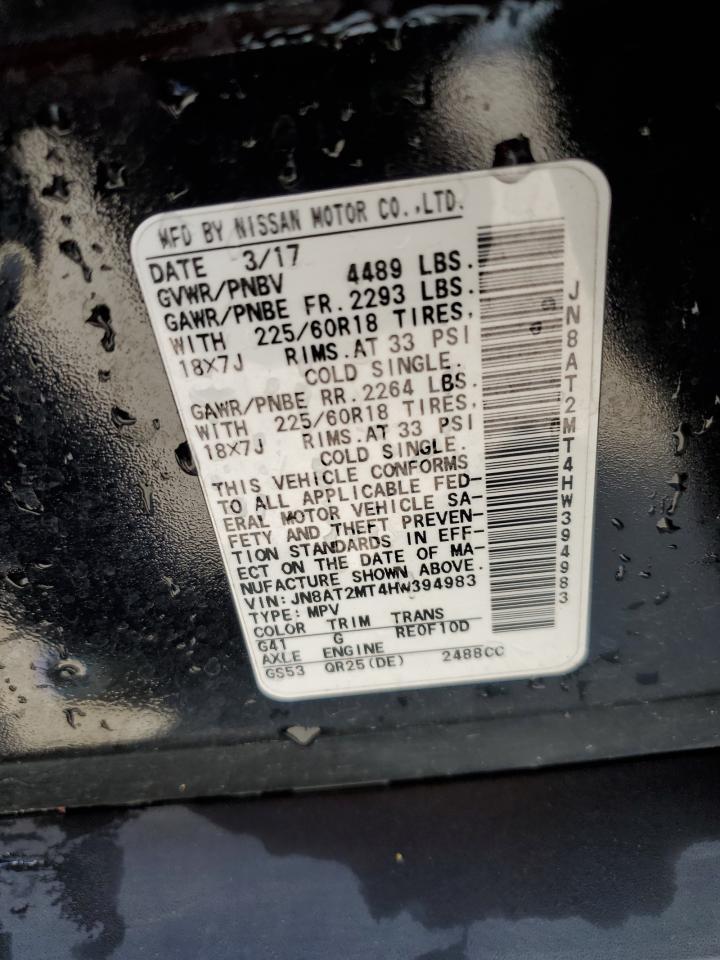 MFD BY NISSAN MOTOR CO.,LTD.
DATE 3/17
GVWR/PNBV 4489 LBS.
GAWR/PNBE FR.2293 LBS.
WITH 225/60R18 TIRES,
18X7J RIMS.AT 33 PSI
COLD SINGLE.
GAWR/PNBE RR.2264 LBS.
WITH 225/60R18 TIRES,
18X7J RIMS.AT 33 PSI
COLD SINGLE.
THIS VEHICLE CONFORMS
TO ALL APPLICABLE FED-
ERAL MOTOR VEHICLE SA-
FETY AND THEFT PREVEN-
TION STANDARDS IN EFF-
ECT ON THE DATE OF MA-
NUFACTURE SHOWN ABOVE.
VIN:JN8AT2MT4HW394983
TYPE:MPV
COLOR TRIM TRANS
G41 G RE0F10D
AXLE ENGINE
GS53 QR25(DE) 2488CC
JN8AT2MT4HW394983